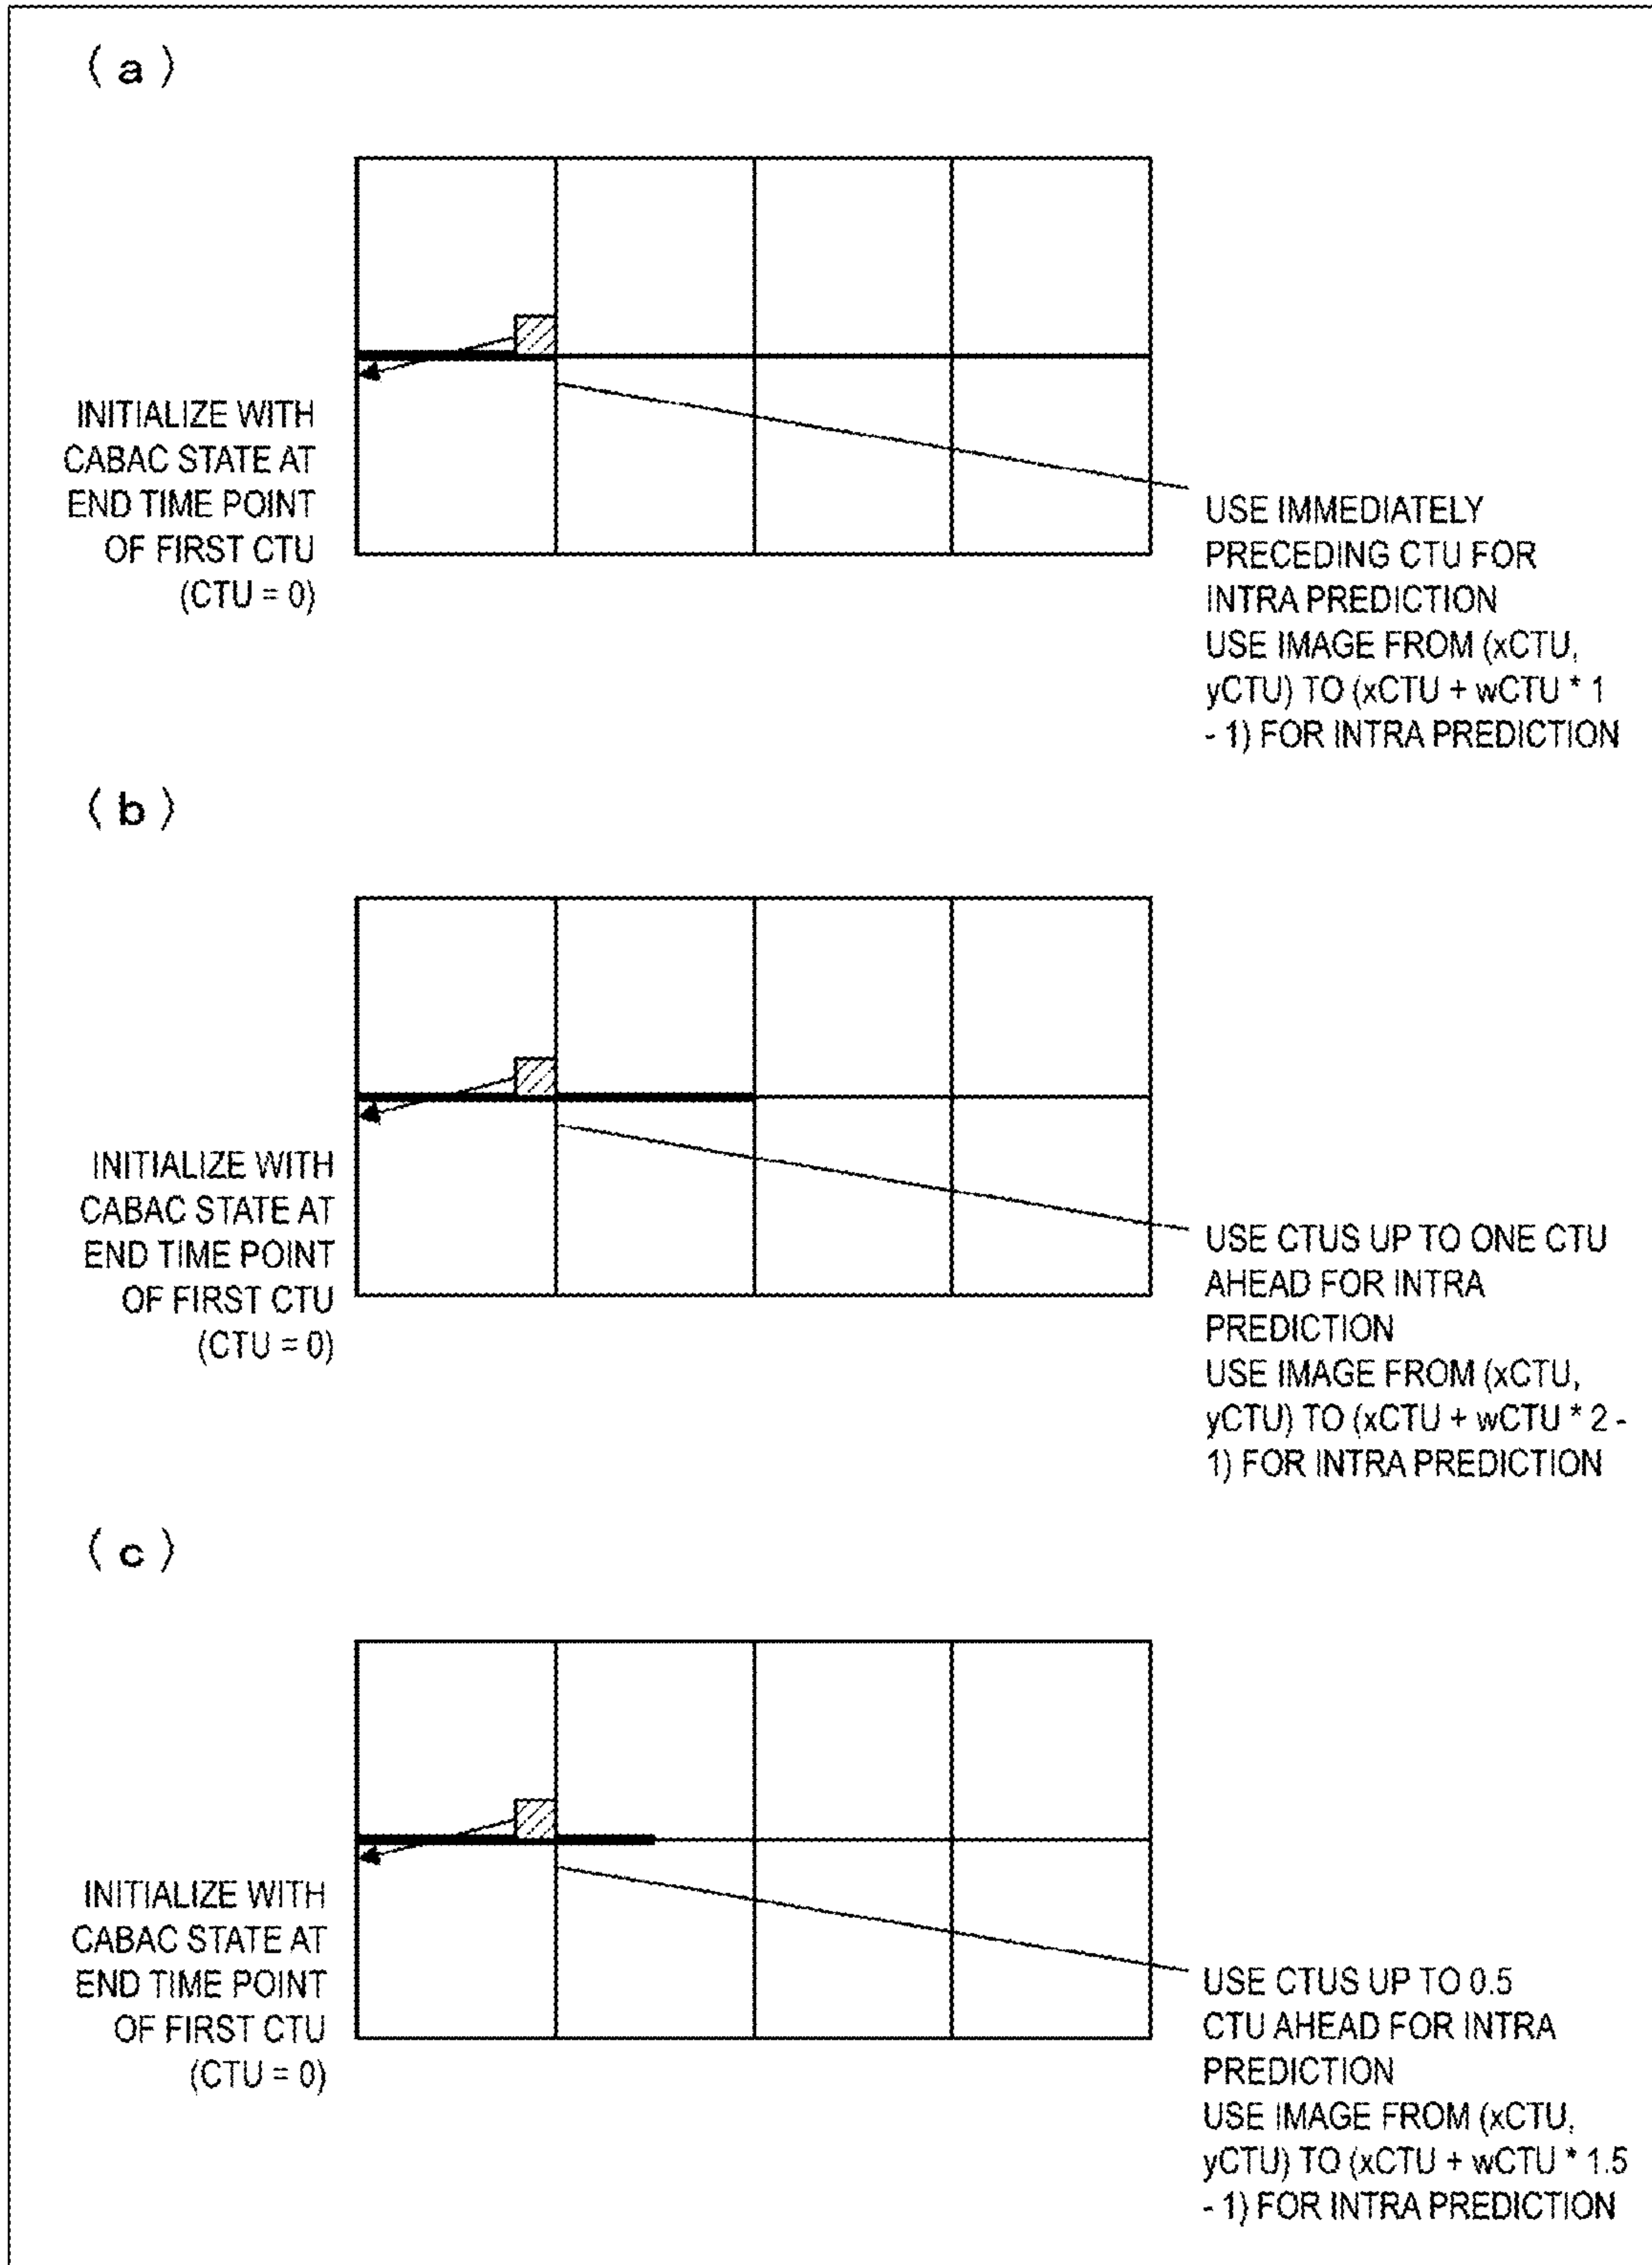 (a)
INITIALIZE WITH
CABAC STATE AT
END TIME POINT
OF FIRST CTU
(CTU = 0)
USE IMMEDIATELY
PRECEDING CTU FOR
INTRA PREDICTION
USE IMAGE FROM (xCTU,
yCTU) TO (xCTU + wCTU * 1
- 1) FOR INTRA PREDICTION
(b)
INITIALIZE WITH
CABAC STATE AT
END TIME POINT
OF FIRST CTU
(CTU = 0)
USE CTUS UP TO ONE CTU
AHEAD FOR INTRA
PREDICTION
USE IMAGE FROM (xCTU,
yCTU) TO (xCTU + wCTU * 2 -
1) FOR INTRA PREDICTION
(c)
INITIALIZE WITH
CABAC STATE AT
END TIME POINT
OF FIRST CTU
(CTU = 0)
USE CTUS UP TO 0.5
CTU AHEAD FOR INTRA
PREDICTION
USE IMAGE FROM (xCTU,
yCTU) TO (xCTU + wCTU * 1.5
- 1) FOR INTRA PREDICTION